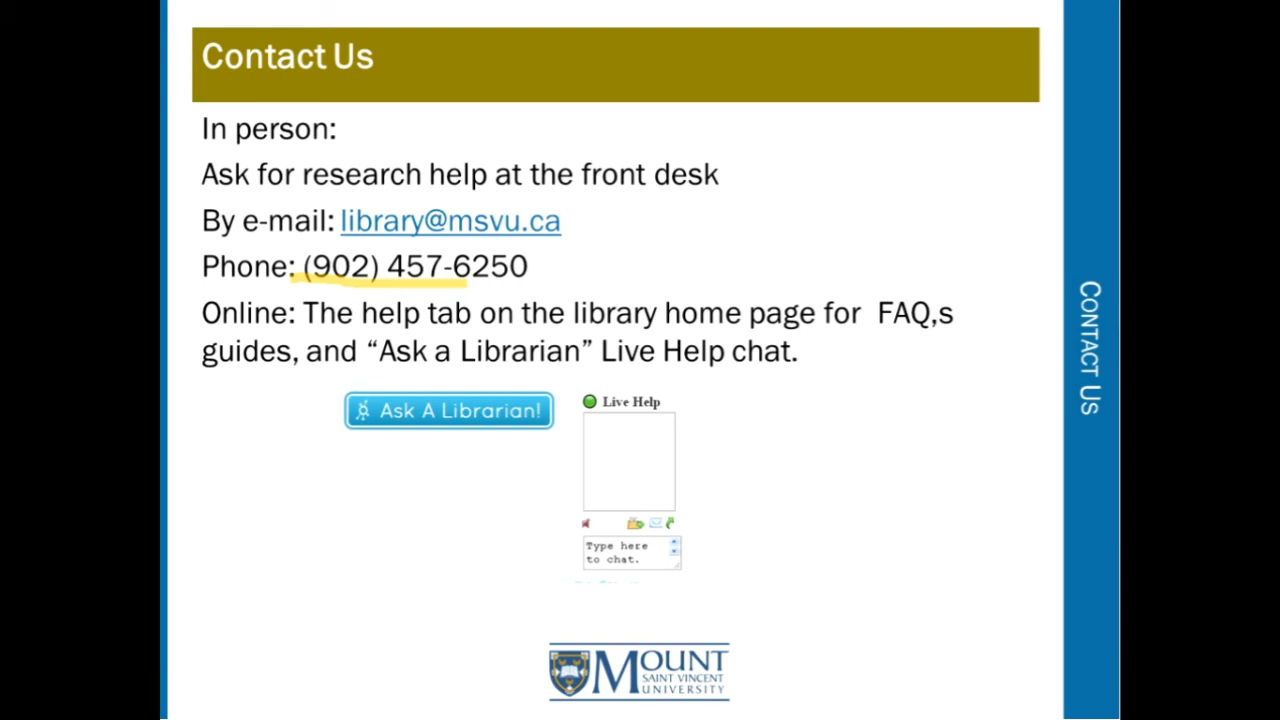 Contact Us
In person:
Ask for research help at the front desk
By e-mail: library@msvu.ca
Phone: (902) 457-6250
Online: The help tab on the library home page for  FAQ,s
guides, and “Ask a Librarian” Live Help chat.
Ask A Librarian!
Live Help
Type here
to chat.
MOUNT
SAINT VINCENT
UNIVERSITY
CONTACT US